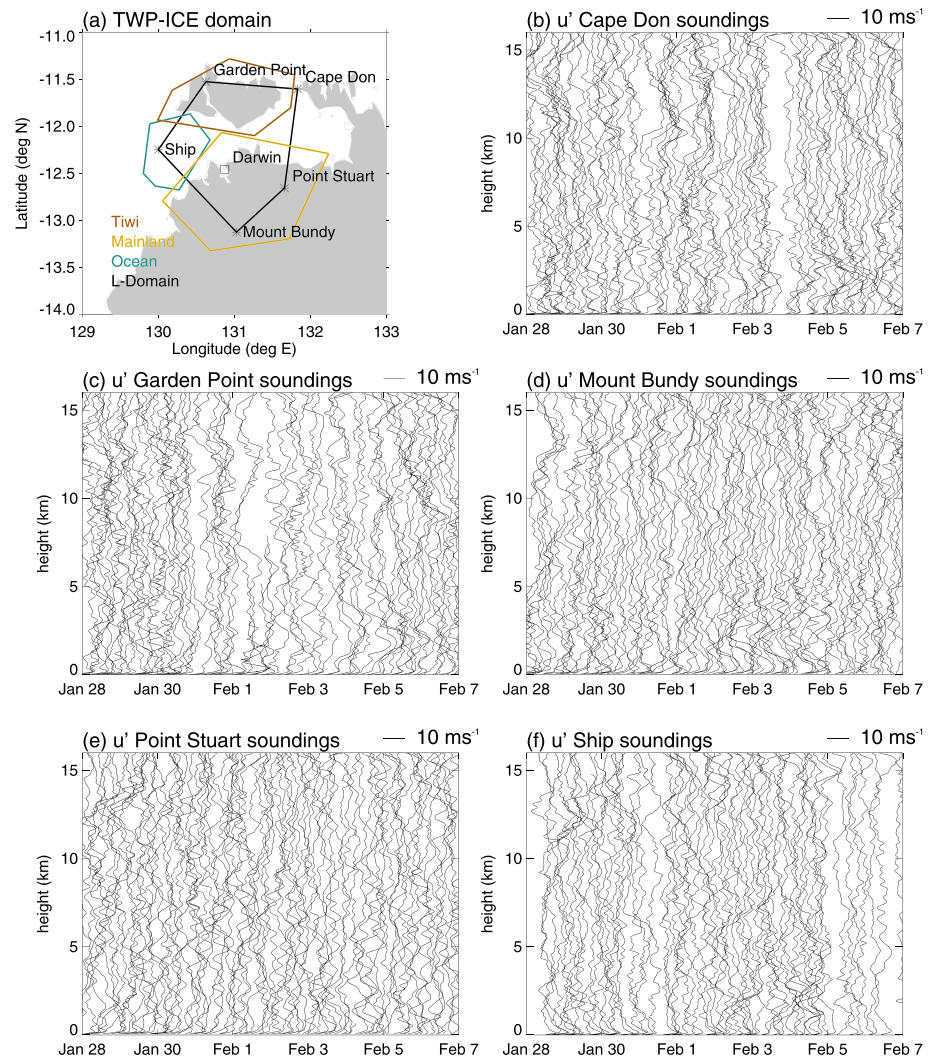 (a) TWP-ICE domain
-11.0
-11.5
-12.0
-12.5
-13.0
-13.5
-14.0
Latitude (deg N)
Garden Point
Cape Don
Ship
Darwin
Point Stuart
Mount Bundy
Tiwi
Mainland
Ocean
L-Domain
129 130 131 132 133
Longitude (deg E)
(b) u' Cape Don soundings
10 ms-1
15
10
5
0
height (km)
Jan 28 Jan 30 Feb 1 Feb 3 Feb 5 Feb 7
(c) u' Garden Point soundings
10 ms-1
15
10
5
0
height (km)
Jan 28 Jan 30 Feb 1 Feb 3 Feb 5 Feb 7
(d) u' Mount Bundy soundings
10 ms-1
15
10
5
0
height (km)
Jan 28 Jan 30 Feb 1 Feb 3 Feb 5 Feb 7
(e) u' Point Stuart soundings
10 ms-1
15
10
5
0
height (km)
Jan 28 Jan 30 Feb 1 Feb 3 Feb 5 Feb 7
(f) u' Ship soundings
10 ms-1
15
10
5
0
height (km)
Jan 28 Jan 30 Feb 1 Feb 3 Feb 5 Feb 7